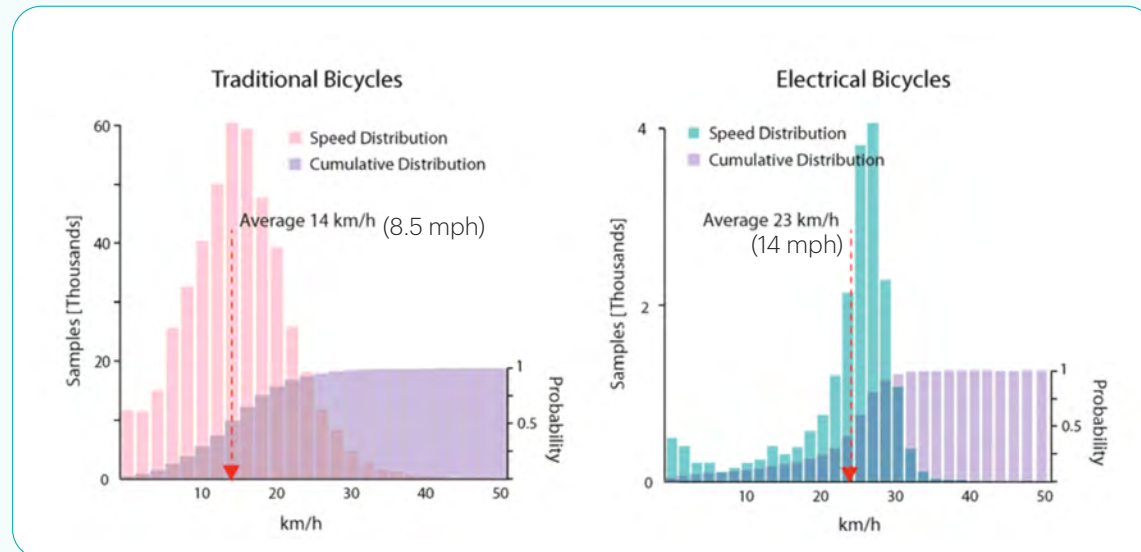 Traditional Bicycles
60
40
20
0
Samples [Thousands]
Speed Distribution
Cumulative Distribution
Average 14 km/h (8.5 mph)
1
0.5
Probability
10 20 30 40 50
km/h
Electrical Bicycles
4
2
0
Samples [Thousands]
Speed Distribution
Cumulative Distribution
Average 23 km/h
(14 mph)
1
0.5
Probability
10 20 30 40 50
km/h